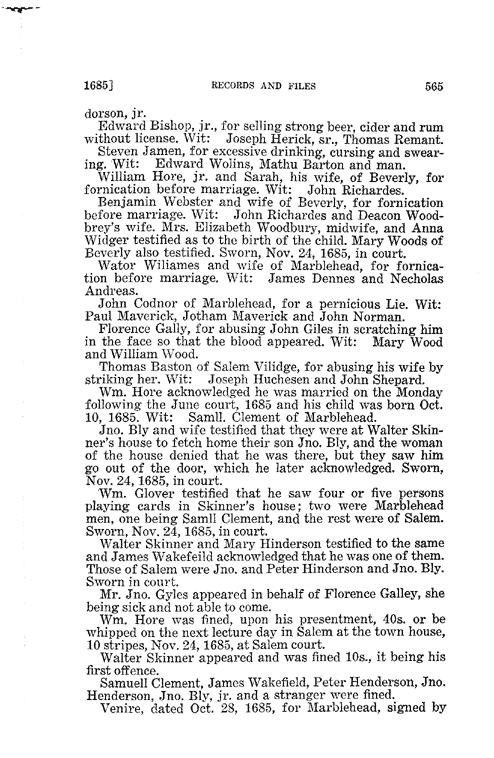 1685] RECORDS AND FILES 565
dorson, jr.
Edward Bishop, jr., for selling strong beer, cider and rum
without license. Wit: Joseph Herick, sr., Thomas Remant.
Steven Jamen, for excessive drinking, cursing and swear-
ing. Wit: Edward Wolins, Mathu Barton and man.
William Hore, jr. and Sarah, his wife, of Beverly, for
fornication before marriage. Wit: John Richardes.
Benjamin Webster and wife of Beverly, for fornication
before marriage. Wit: John Richardes and Deacon Wood-
brey's wife. Mrs. Elizabeth Woodbury, midwife, and Anna
Widger testified as to the birth of the child. Mary Woods of
Beverly also testified. Sworn, Nov. 24, 1685, in court.
Wator Wiliames and wife of Marblehead, for fornica-
tion before marriage. Wit: James Dennes and Necholas
Andreas.
John Codnor of Marblehead, for a pernicious Lie. Wit:
Paul Maverick, Jotham Maverick and John Norman.
Florence Gally, for abusing John Giles in scratching him
in the face so that the blood appeared. Wit: Mary Wood
and William Wood.
Thomas Baston of Salem Vilidge, for abusing his wife by
striking her. Wit: Joseph Huchesen and John Shepard.
Wm. Hore acknowledged he was married on the Monday
following the June court, 1685 and his child was born Oct.
10, 1685. Wit: Samll. Clement of Marblehead.
Jno. Bly and wife testified that they were at Walter Skin-
ner's house to fetch home their son Jno. Bly, and the woman
of the house denied that he was there, but they saw him
go out of the door, which he later acknowledged. Sworn,
Nov. 24, 1685, in court.
Wm. Glover testified that he saw four or five persons
playing cards in Skinner's house; two were Marblehead
men, one being Samll Clement, and the rest were of Salem.
Sworn, Nov. 24, 1685, in court.
Walter Skinner and Mary Hinderson testified to the same
and James Wakefeild acknowledged that he was one of them.
Those of Salem were Jno. and Peter Hinderson and Jno. Bly.
Sworn in court.
Mr. Jno. Gyles appeared in behalf of Florence Galley, she
being sick and not able to come.
Wm. Hore was fined, upon his presentment, 40s. or be
whipped on the next lecture day in Salem at the town house,
10 stripes, Nov. 24, 1685, at Salem court.
Walter Skinner appeared and was fined 10s., it being his
first offence.
Samuell Clement, James Wakefield, Peter Henderson, Jno.
Henderson, Jno. Bly, jr. and a stranger were fined.
Venire, dated Oct. 28, 1685, for Marblehead, signed by